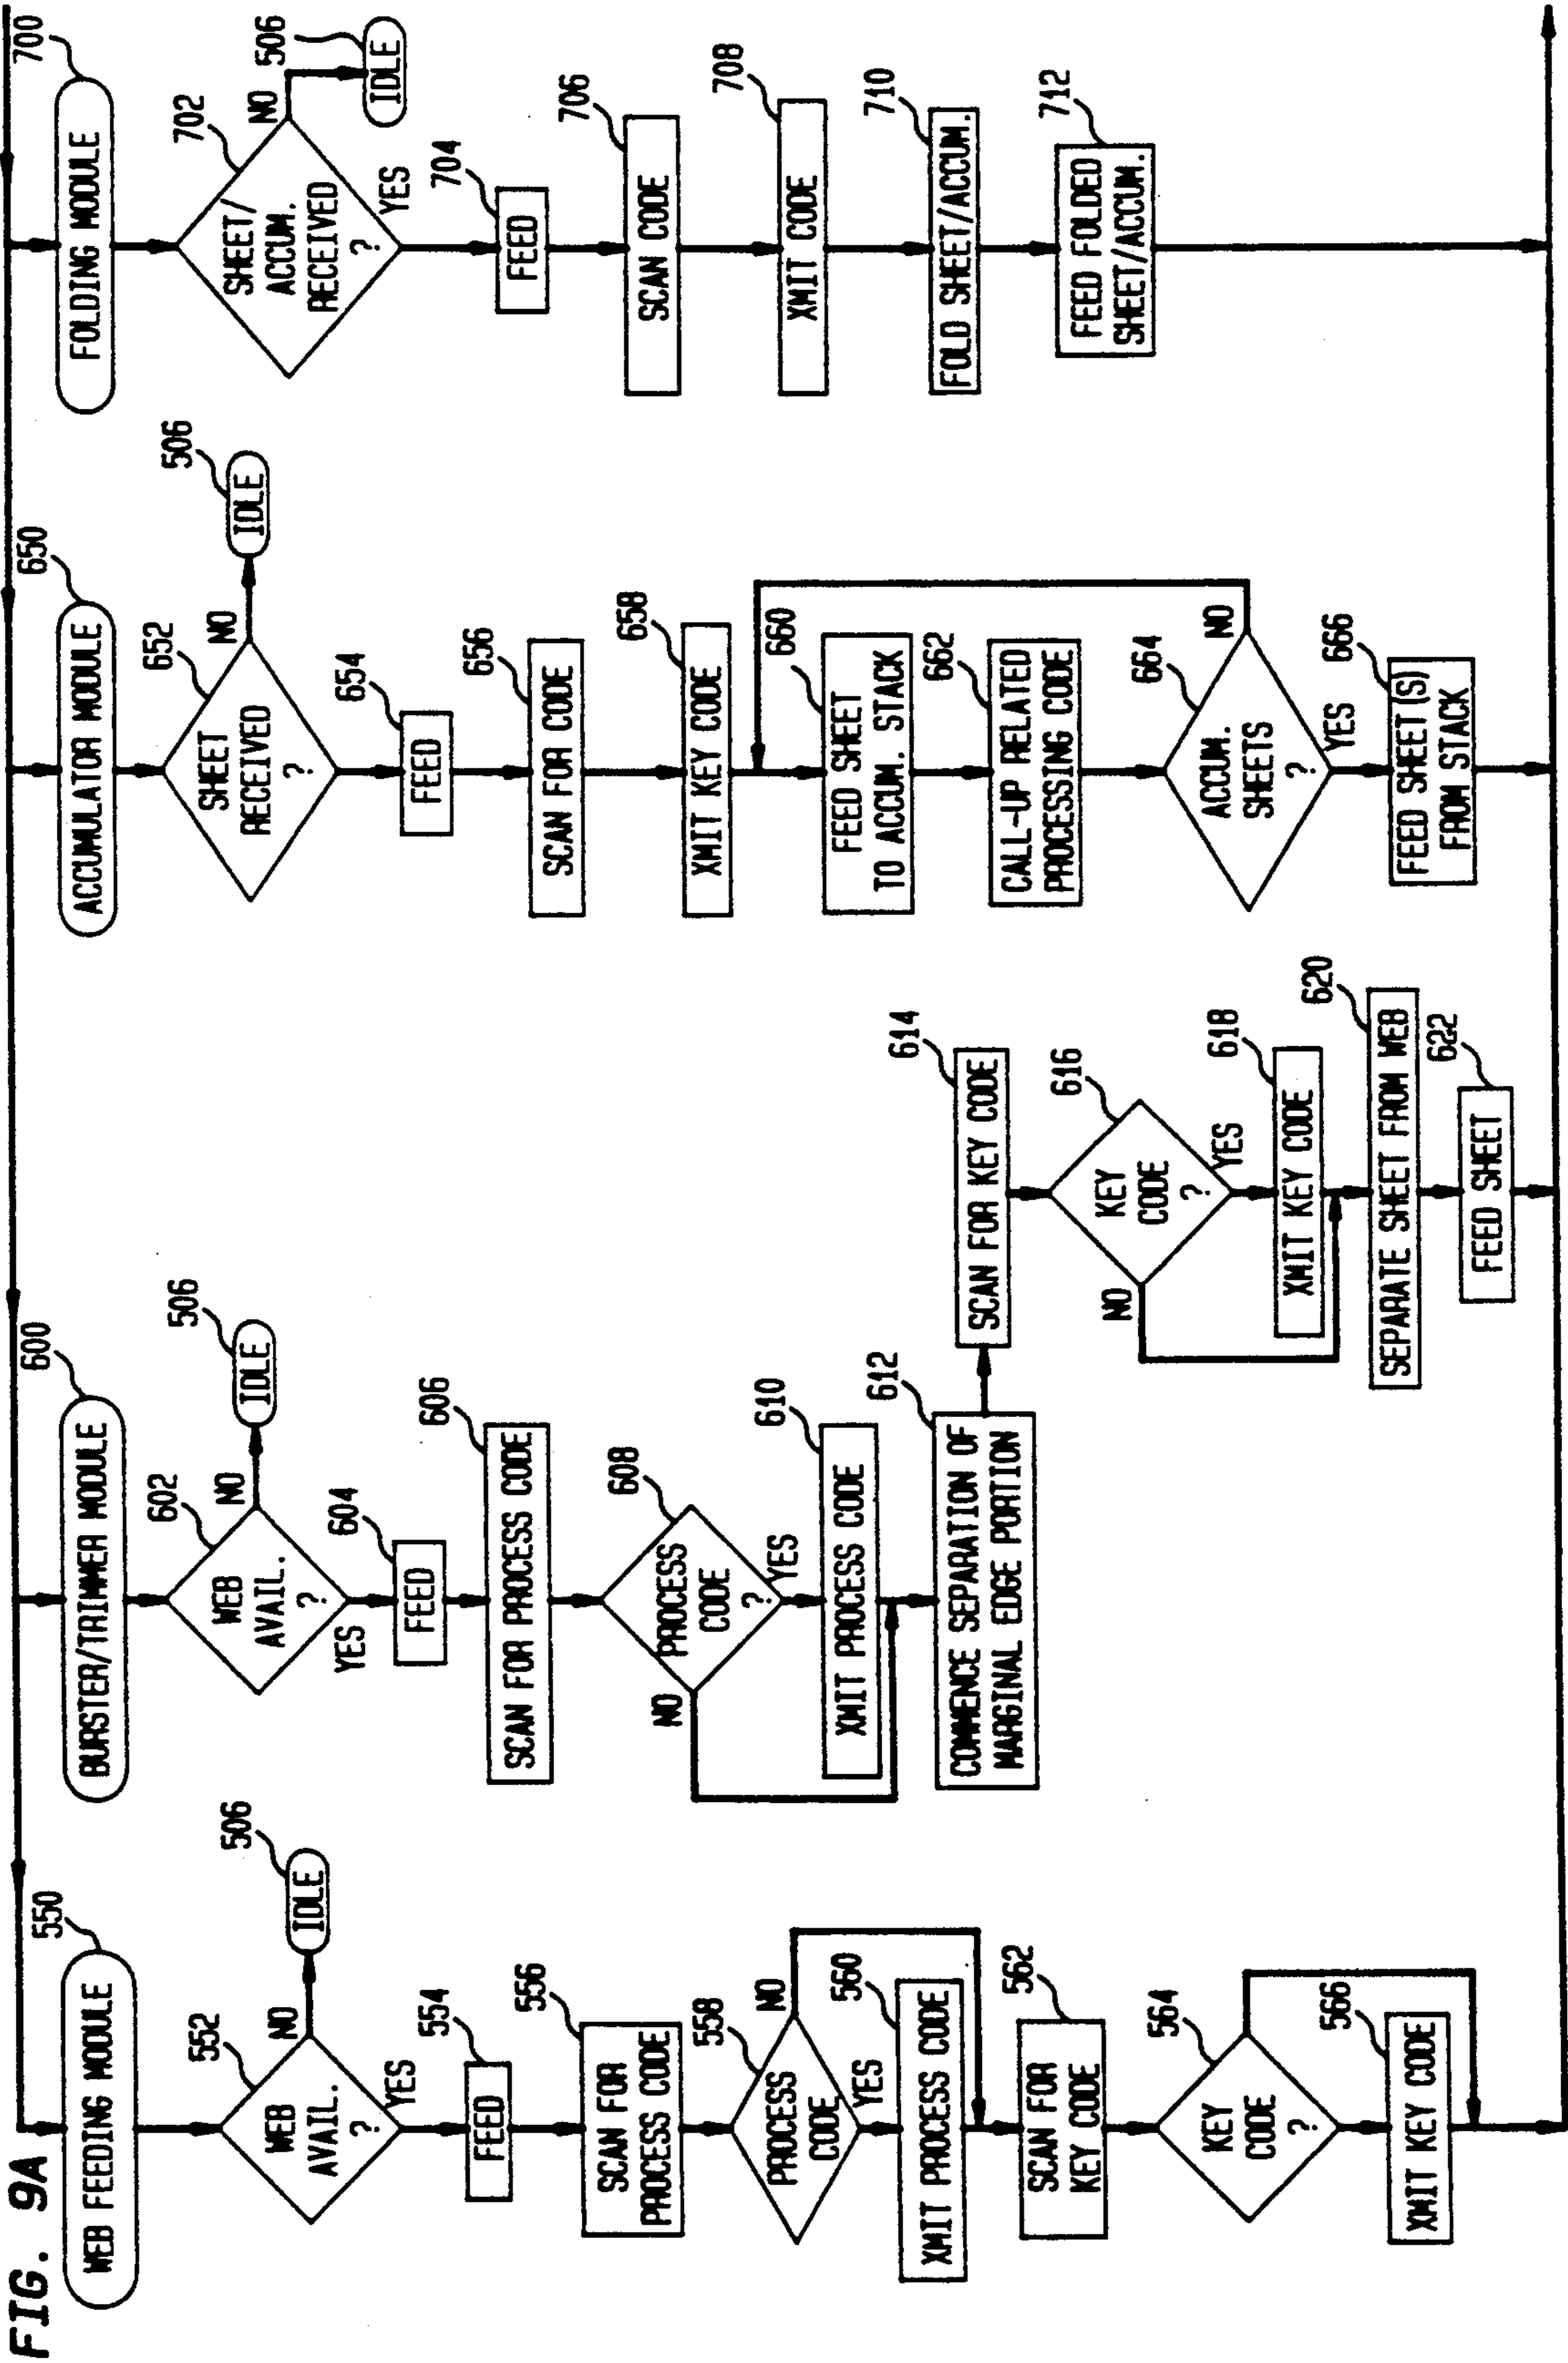 FIG. 9A
550
WEB FEEDING MODULE
552
WEB
AVAIL.
?
NO
506
IDLE
YES
554
FEED
556
SCAN FOR
PROCESS CODE
558
PROCESS
CODE
?
NO
YES
560
XMIT PROCESS CODE
562
SCAN FOR
KEY CODE
564
KEY
CODE
?
566
XMIT KEY CODE
600
BURSTER/TRIMMER MODULE
602
WEB
AVAIL.
?
NO
506
IDLE
YES
604
FEED
606
SCAN FOR PROCESS CODE
608
PROCESS
CODE
?
NO
YES
610
XMIT PROCESS CODE
612
COMMENCE SEPARATION OF
MARGINAL EDGE PORTION
614
SCAN FOR KEY CODE
616
KEY
CODE
?
NO
YES
618
XMIT KEY CODE
620
SEPARATE SHEET FROM WEB
622
FEED SHEET
650
ACCUMULATOR MODULE
652
SHEET
RECEIVED
?
NO
506
IDLE
654
FEED
656
SCAN FOR CODE
658
XMIT KEY CODE
660
FEED SHEET
TO ACCUM. STACK
662
CALL-UP RELATED
PROCESSING CODE
664
ACCUM.
SHEETS
?
NO
YES
666
FEED SHEET(S)
FROM STACK
700
FOLDING MODULE
702
SHEET/
ACCUM.
RECEIVED
?
NO
506
IDLE
YES
704
FEED
706
SCAN CODE
708
XMIT CODE
710
FOLD SHEET/ACCUM.
712
FEED FOLDED
SHEET/ACCUM.